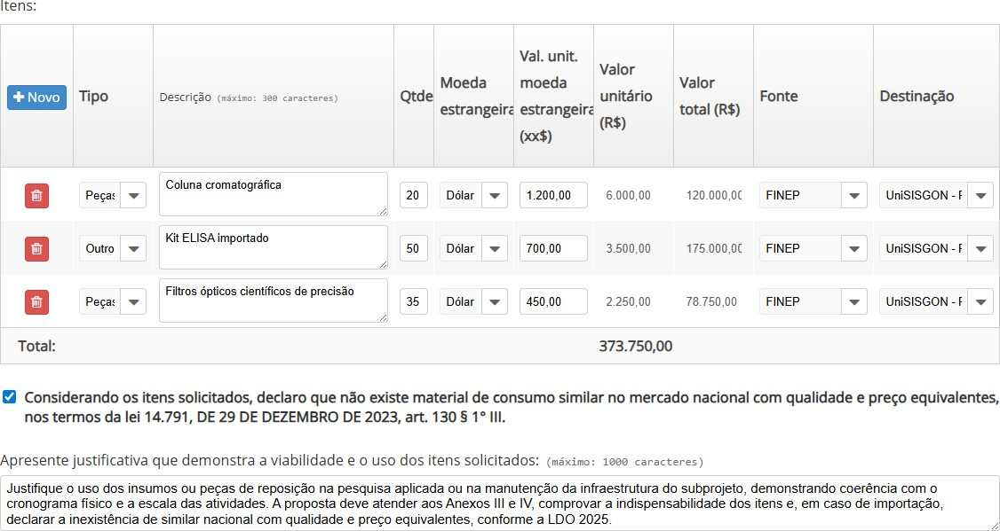 Itens:
Novo
Tipo
Descrição (máximo: 300 caracteres)
Qtde
Moeda
estrangeira
Val. unit.
moeda
estrangeira
(xx$)
Valor
unitário
(R$)
Valor
total (R$)
Fonte
Destinação
Peças Coluna cromatográfica 20 Dólar 1.200,00 6.000,00 120.000,00 FINEP UniSISGON - F
Outro Kit ELISA importado 50 Dólar 700,00 3.500,00 175.000,00 FINEP UniSISGON - F
Peças Filtros ópticos científicos de precisão 35 Dólar 450,00 2.250,00 78.750,00 FINEP UniSISGON - F
Total: 373.750,00
Considerando os itens solicitados, declaro que não existe material de consumo similar no mercado nacional com qualidade e preço equivalentes,
nos termos da lei 14.791, DE 29 DE DEZEMBRO DE 2023, art. 130 § 1° III.
Apresente justificativa que demonstra a viabilidade e o uso dos itens solicitados: (máximo: 1000 caracteres)
Justifique o uso dos insumos ou peças de reposição na pesquisa aplicada ou na manutenção da infraestrutura do subprojeto, demonstrando coerência com o
cronograma físico e a escala das atividades. A proposta deve atender aos Anexos III e IV, comprovar a indispensabilidade dos itens e, em caso de importação,
declarar a inexistência de similar nacional com qualidade e preço equivalentes, conforme a LDO 2025.